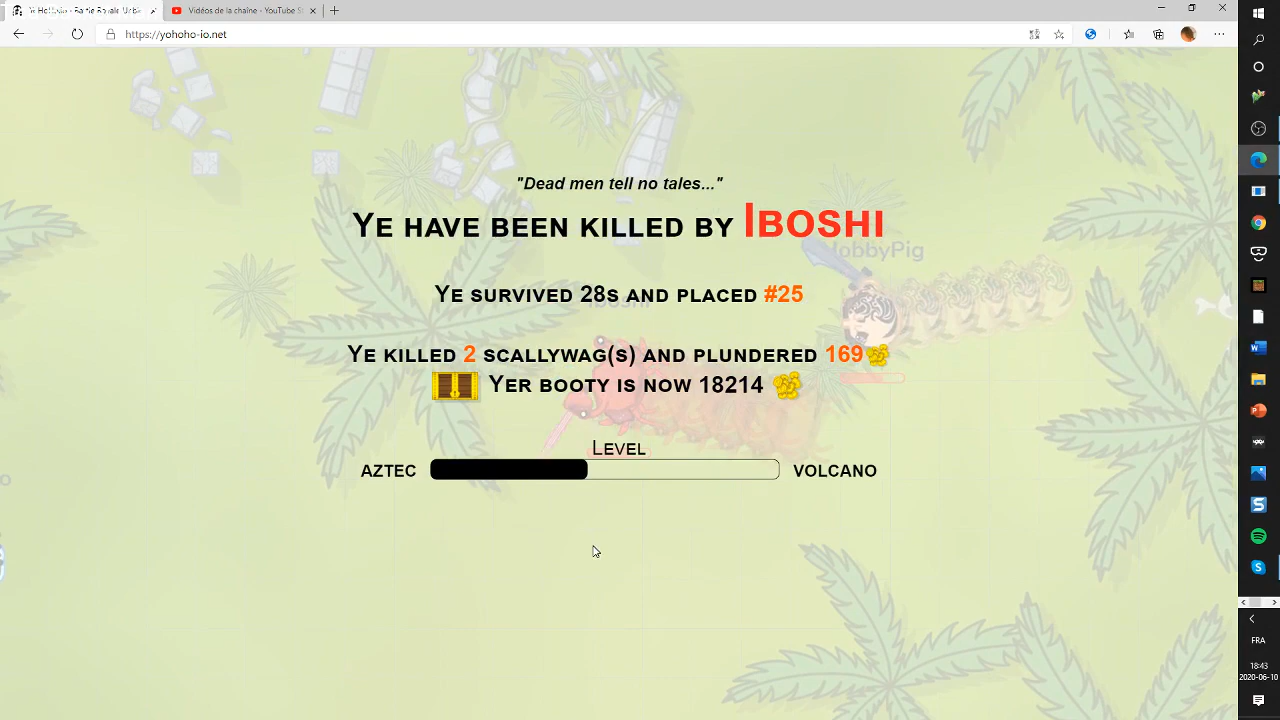 Vidéos de la chaîne - YouTube St
https://yohoho-io.net
"Dead men tell no tales..."
YE HAVE BEEN KILLED BY IBOSHI
YE SURVIVED 28S AND PLACED #25
YE KILLED 2 SCALLYWAG(S) AND PLUNDERED 169
YER BOOTY IS NOW 18214
LEVEL
AZTEC
VOLCANO
FRA
18:43
2020-06-10